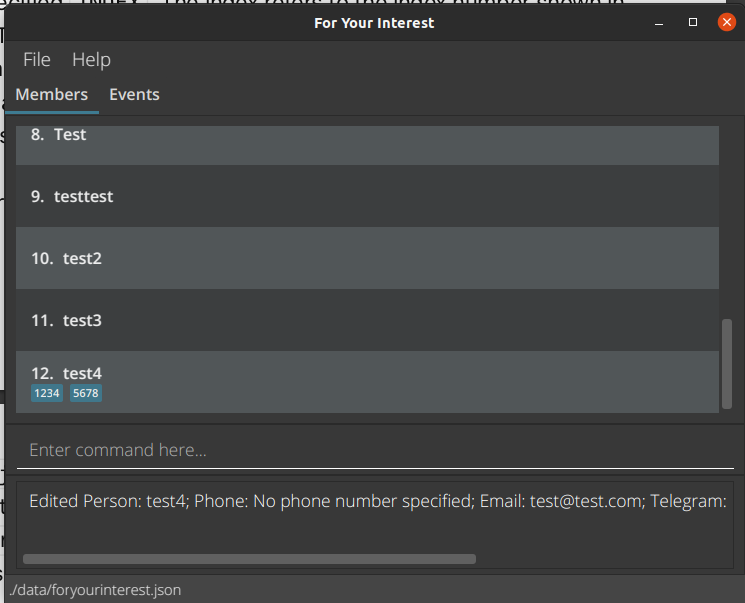 For Your Interest
File Help
Members Events
8. Test
9. testtest
10. test2
11. test3
12. test4
1234 5678
Enter command here...
Edited Person: test4; Phone: No phone number specified; Email: test@test.com; Telegram:
./data/foryourinterest.json